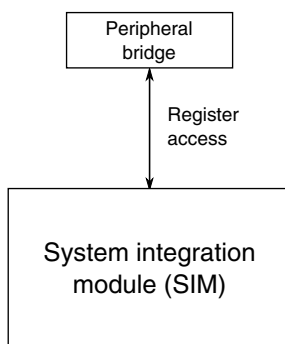 Peripheral
bridge
Register
access
System integration
module (SIM)